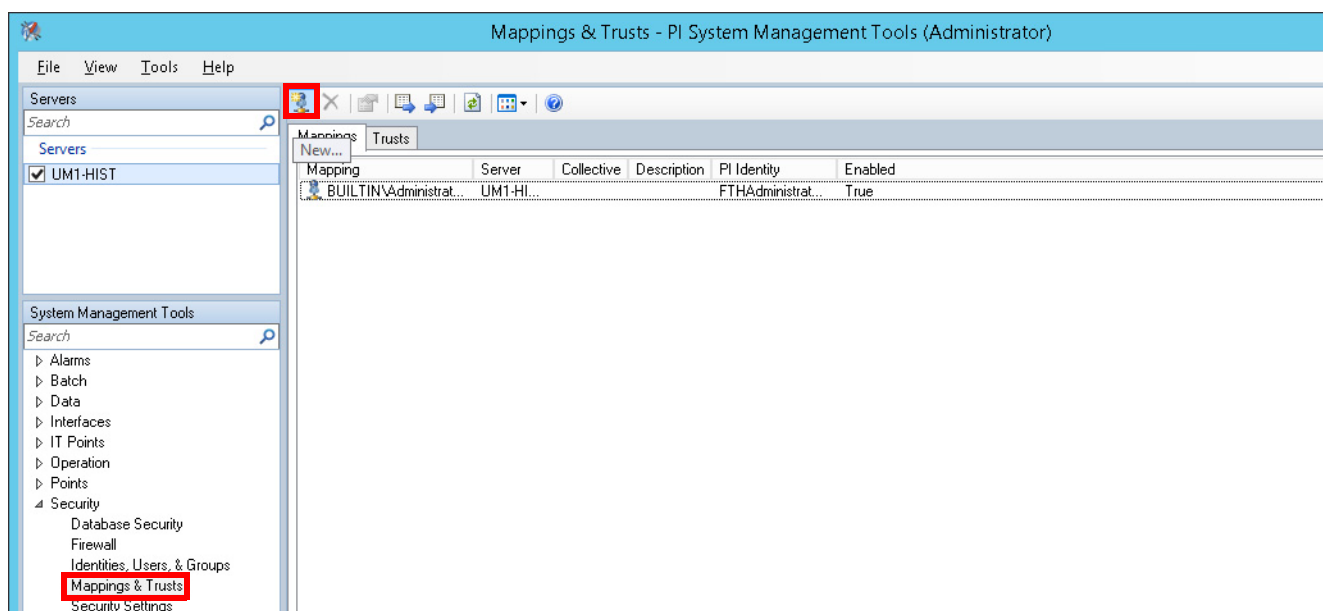 Mappings & Trusts - PI System Management Tools (Administrator)
File View Tools Help
Servers
Search
Servers
UM1-HIST
Mappings Trusts
New...
Mapping Server Collective Description PI Identity Enabled
BUILTIN\Administrat... UM1-HI... FTHAdministrat... True
System Management Tools
Search
Alarms
Batch
Data
Interfaces
IT Points
Operation
Points
Security
Database Security
Firewall
Identities, Users, & Groups
Mappings & Trusts
Security Settings